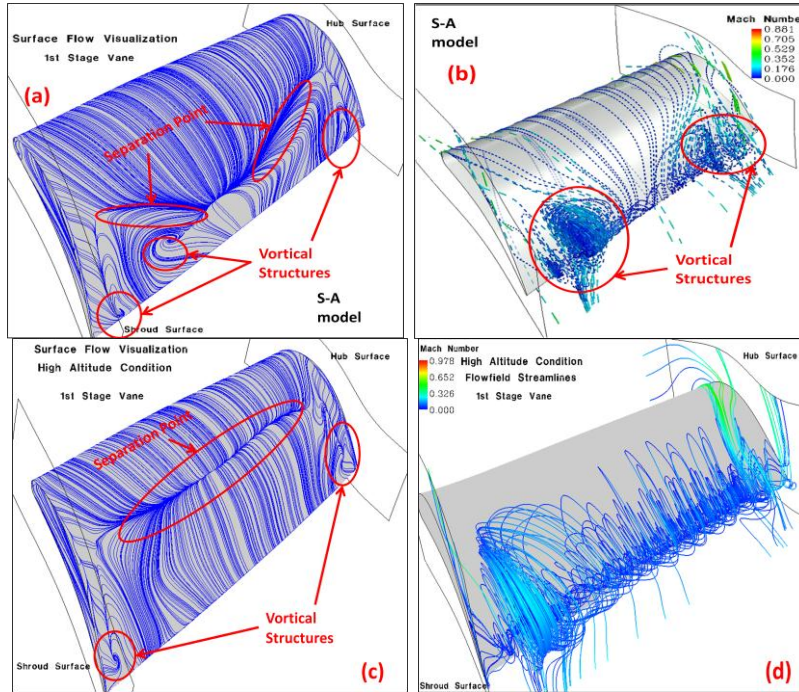 Surface Flow Visualization
1st Stage Vane
Hub Surface
(a)
Separation Point
Vortical
Structures
S-A
model
Shroud Surface
S-A
model
(b)
Mach Number
0.881
0.705
0.529
0.352
0.176
0.000
Vortical
Structures
Surface Flow Visualization
High Altitude Condition
1st Stage Vane
Hub Surface
Separation Point
Vortical
Structures
Shroud Surface
(c)
Mach Number
0.978
0.652
0.326
0.000
High Altitude Condition
Flowfield Streamlines
1st Stage Vane
Hub Surface
Shroud Surface
(d)